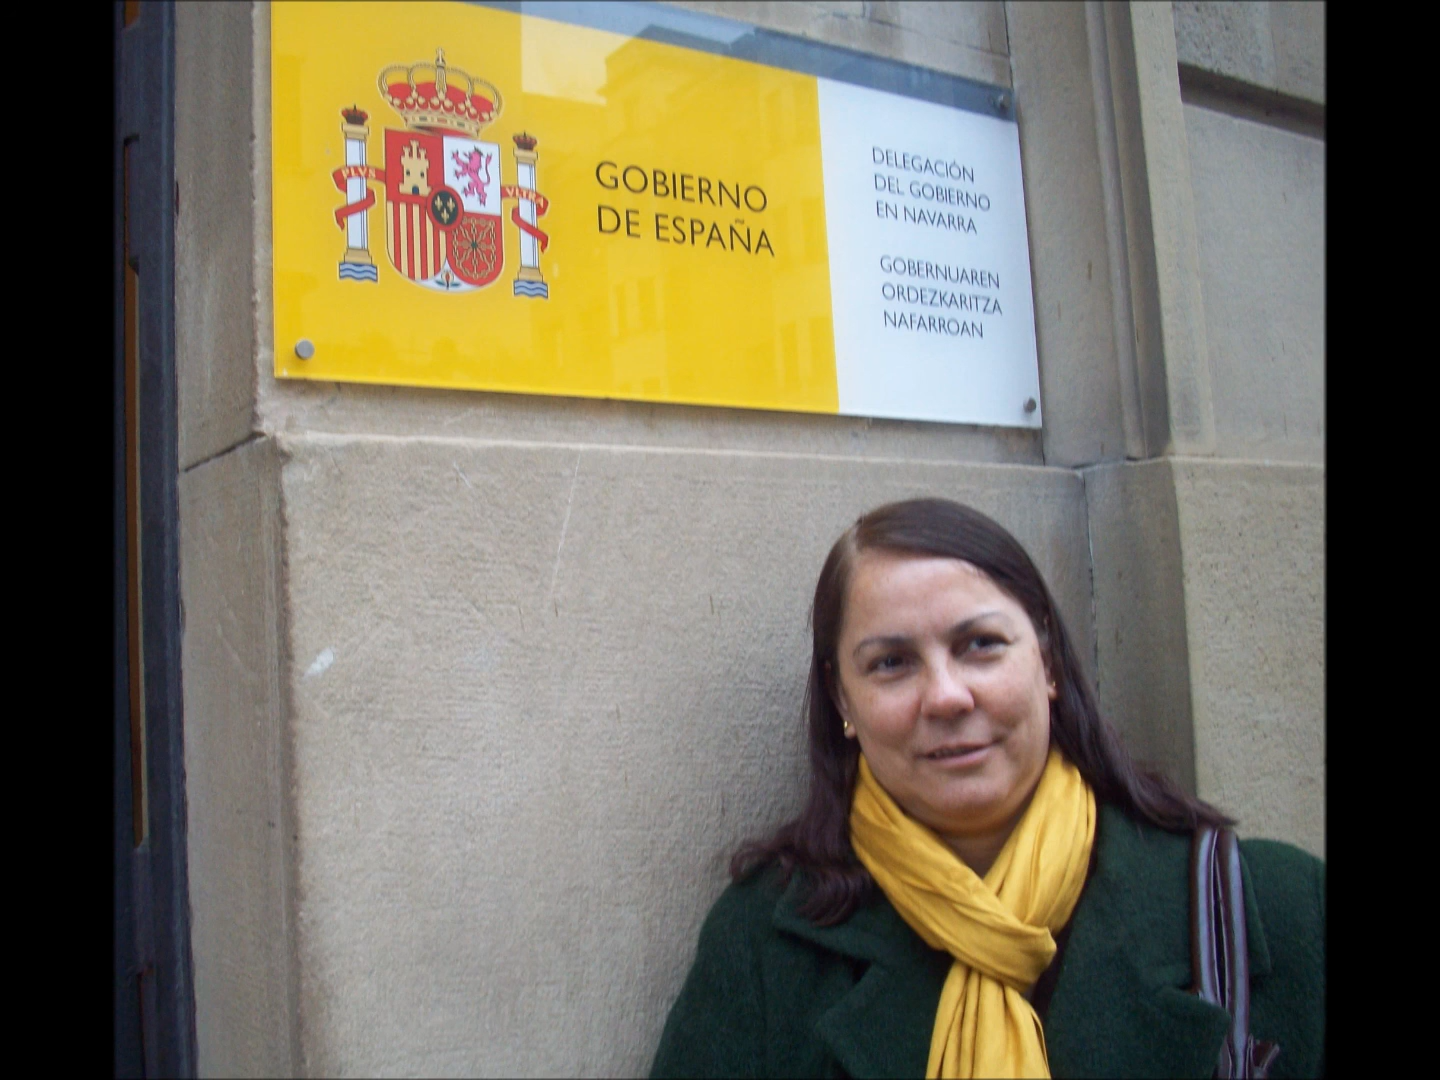 PLVS
VLTRA
GOBIERNO
DE ESPAÑA
DELEGACIÓN
DEL GOBIERNO
EN NAVARRA
GOBERNUAREN
ORDEZKARITZA
NAFARROAN